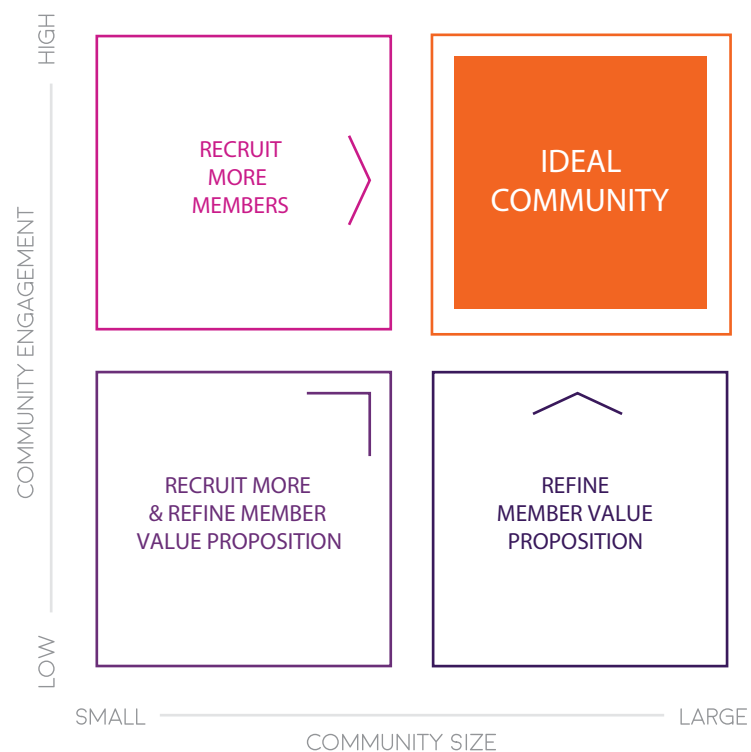 HIGH
RECRUIT
MORE
MEMBERS
IDEAL
COMMUNITY
COMMUNITY ENGAGEMENT
RECRUIT MORE
& REFINE MEMBER
VALUE PROPOSITION
REFINE
MEMBER VALUE
PROPOSITION
LOW
SMALL
LARGE
COMMUNITY SIZE